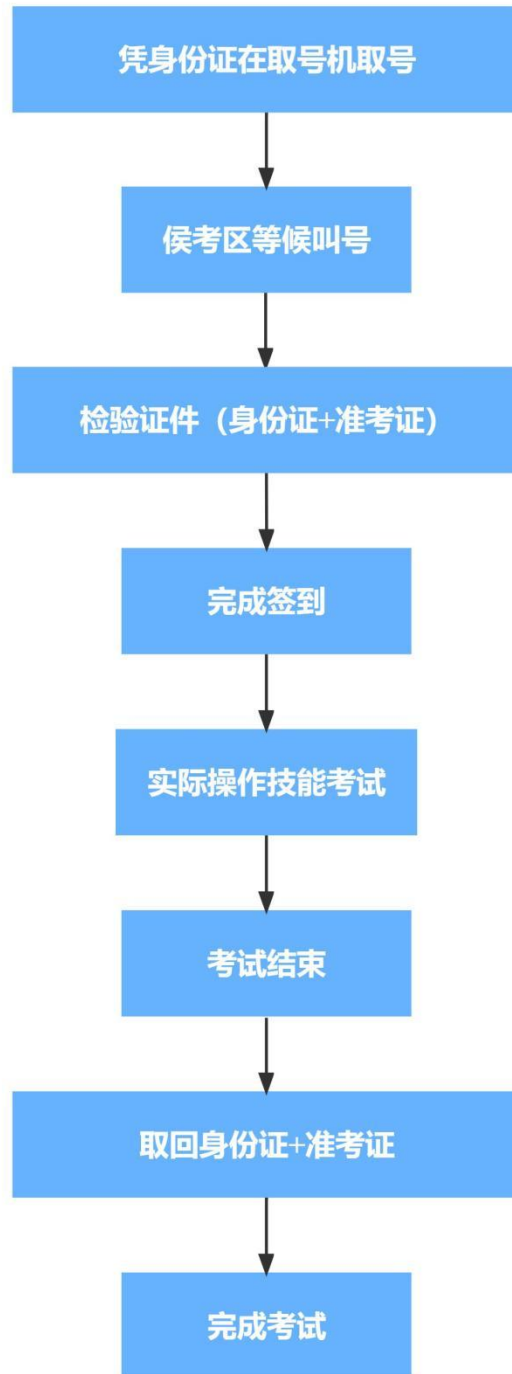 凭身份证在取号机取号
侯考区等候叫号
检验证件（身份证+准考证）
完成签到
实际操作技能考试
考试结束
取回身份证+准考证
完成考试